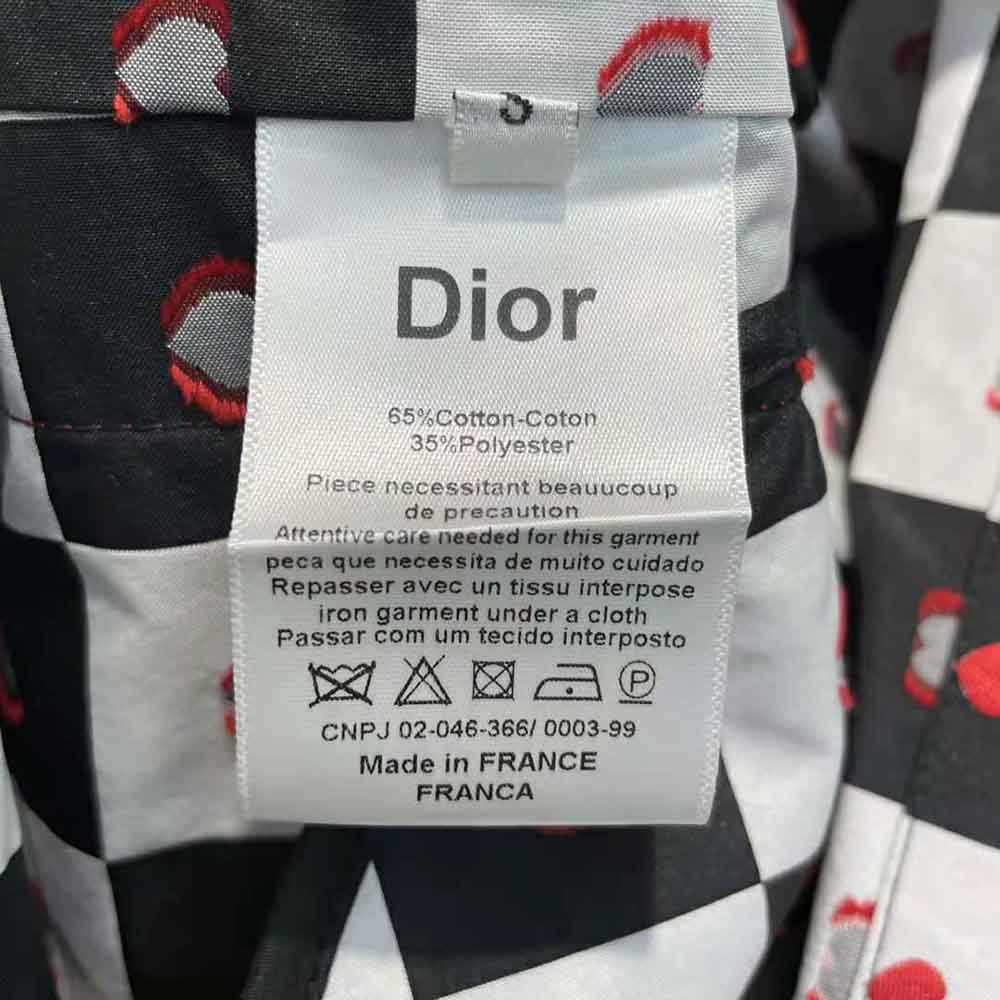 Dior
65%Cotton-Coton
35%Polyester
Piece necessitant beauucoup
de precaution
Attentive care needed for this garment
peca que necessita de muito cuidado
Repasser avec un tissu interpose
iron garment under a cloth
Passar com um tecido interposto
P
CNPJ 02-046-366/ 0003-99
Made in FRANCE
FRANCA